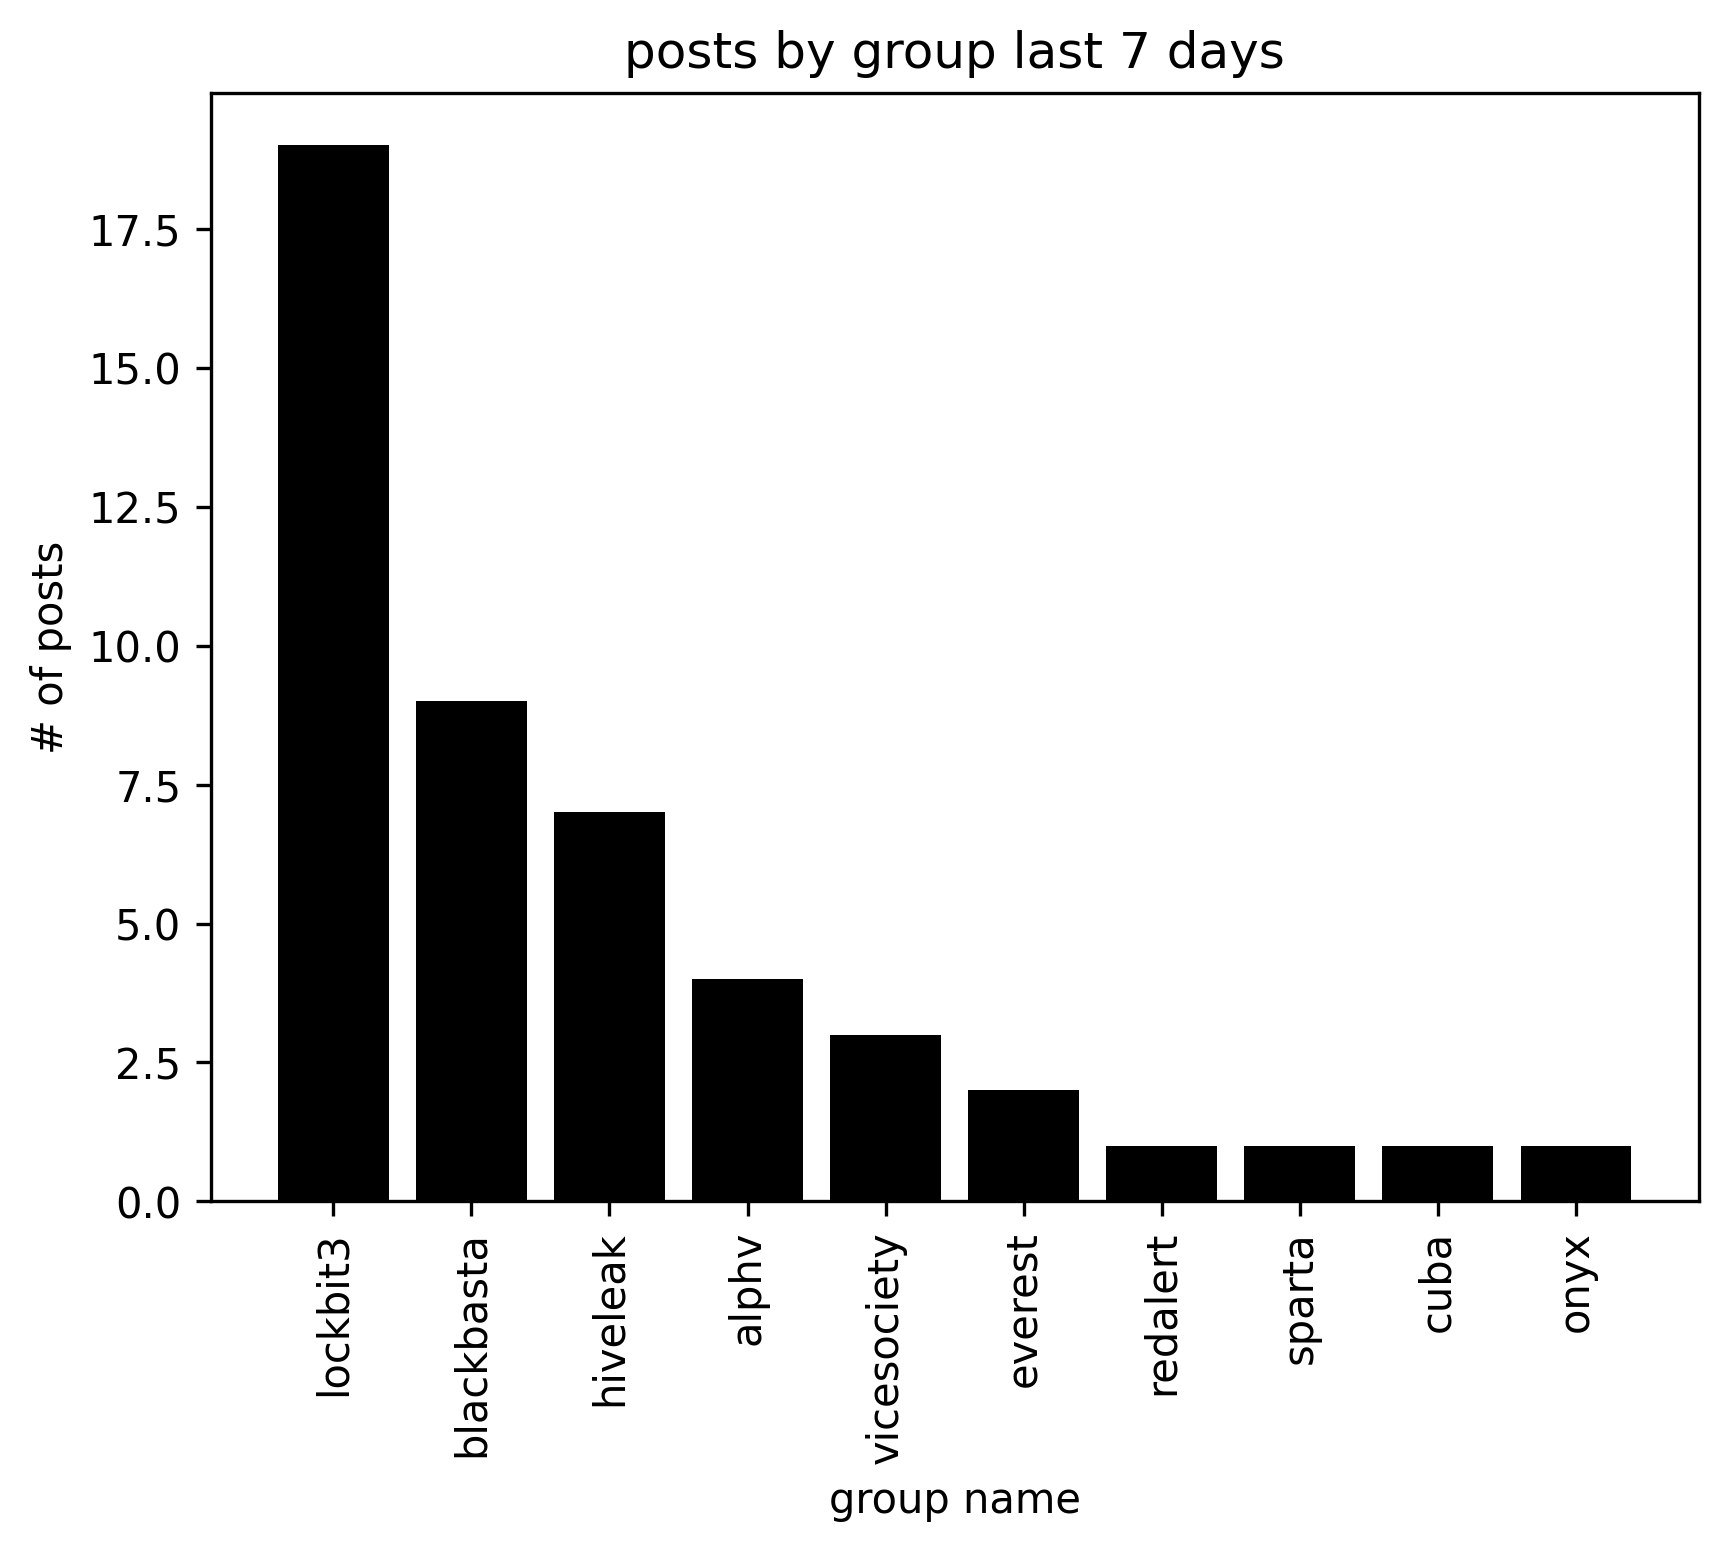 posts by group last 7 days
# of posts
17.5
15.0
12.5
10.0
7.5
5.0
2.5
0.0
lockbit3
blackbasta
hiveleak
alphv
vicesociety
everest
redalert
sparta
cuba
onyx
group name